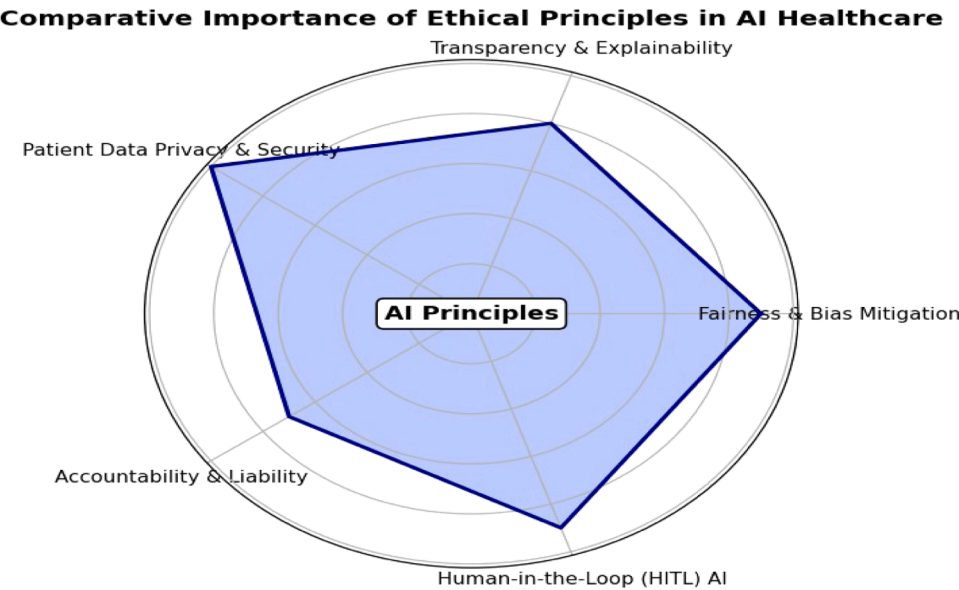 Comparative Importance of Ethical Principles in AI Healthcare
Transparency & Explainability
Patient Data Privacy & Security
AI Principles
Fairness & Bias Mitigation
Accountability & Liability
Human-in-the-Loop (HITL) AI